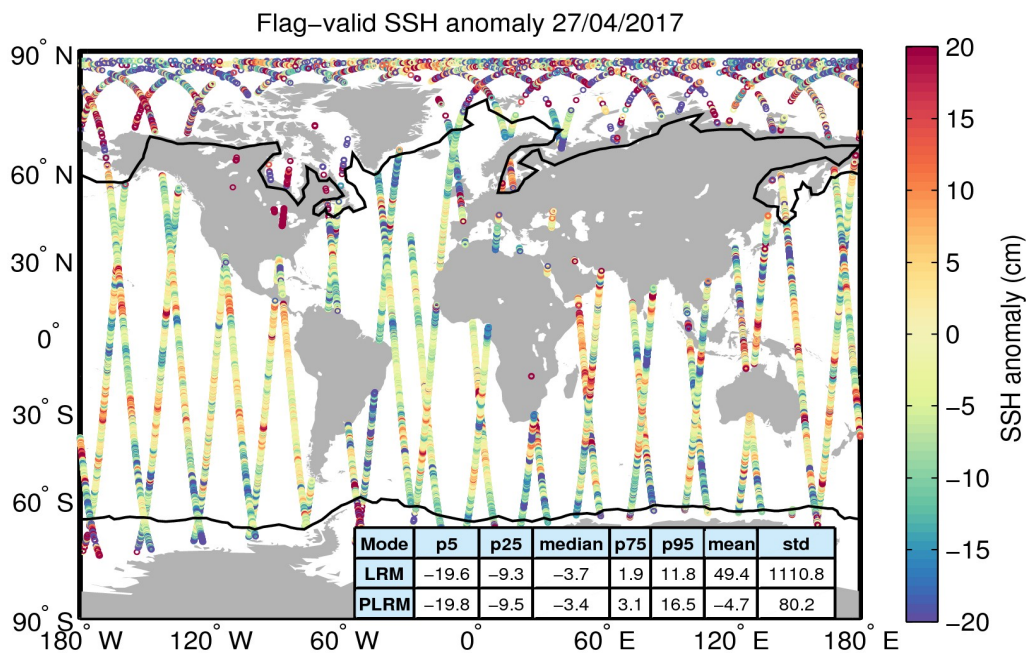 Flag−valid SSH anomaly 27/04/2017
90° N
60° N
30° N
0°
30° S
60° S
90° S
180° W 120° W 60° W 0° 60° E 120° E 180° E
Mode p5 p25 median p75 p95 mean std
LRM −19.6 −9.3 −3.7 1.9 11.8 49.4 1110.8
PLRM −19.8 −9.5 −3.4 3.1 16.5 −4.7 80.2
20
15
10
5
0
−5
−10
−15
−20
SSH anomaly (cm)